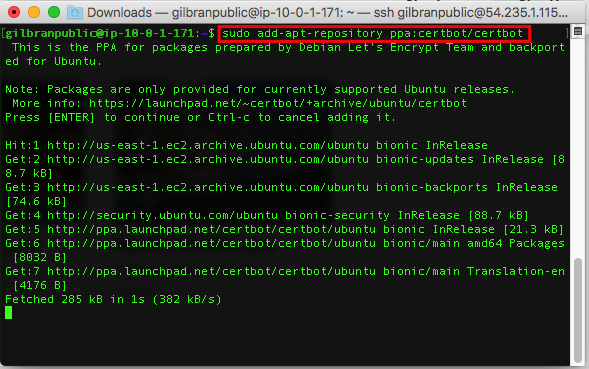 Downloads — gilbranpublic@ip-10-0-1-171: ~ — ssh gilbran@54.235.1.115...
[gilbranpublic@ip-10-0-1-171:~$ sudo add-apt-repository ppa:certbot/certbot ]
This is the PPA for packages prepared by Debian Let's Encrypt Team and backport
ed for Ubuntu.
Note: Packages are only provided for currently supported Ubuntu releases.
More info: https://launchpad.net/~certbot/+archive/ubuntu/certbot
Press [ENTER] to continue or Ctrl-c to cancel adding it.
Hit:1 http://us-east-1.ec2.archive.ubuntu.com/ubuntu bionic InRelease
Get:2 http://us-east-1.ec2.archive.ubuntu.com/ubuntu bionic-updates InRelease [8
8.7 kB]
Get:3 http://us-east-1.ec2.archive.ubuntu.com/ubuntu bionic-backports InRelease
[74.6 kB]
Get:4 http://security.ubuntu.com/ubuntu bionic-security InRelease [88.7 kB]
Get:5 http://ppa.launchpad.net/certbot/certbot/ubuntu bionic InRelease [21.3 kB]
Get:6 http://ppa.launchpad.net/certbot/certbot/ubuntu bionic/main amd64 Packages
[8032 B]
Get:7 http://ppa.launchpad.net/certbot/certbot/ubuntu bionic/main Translation-en
[4176 B]
Fetched 285 kB in 1s (382 kB/s)